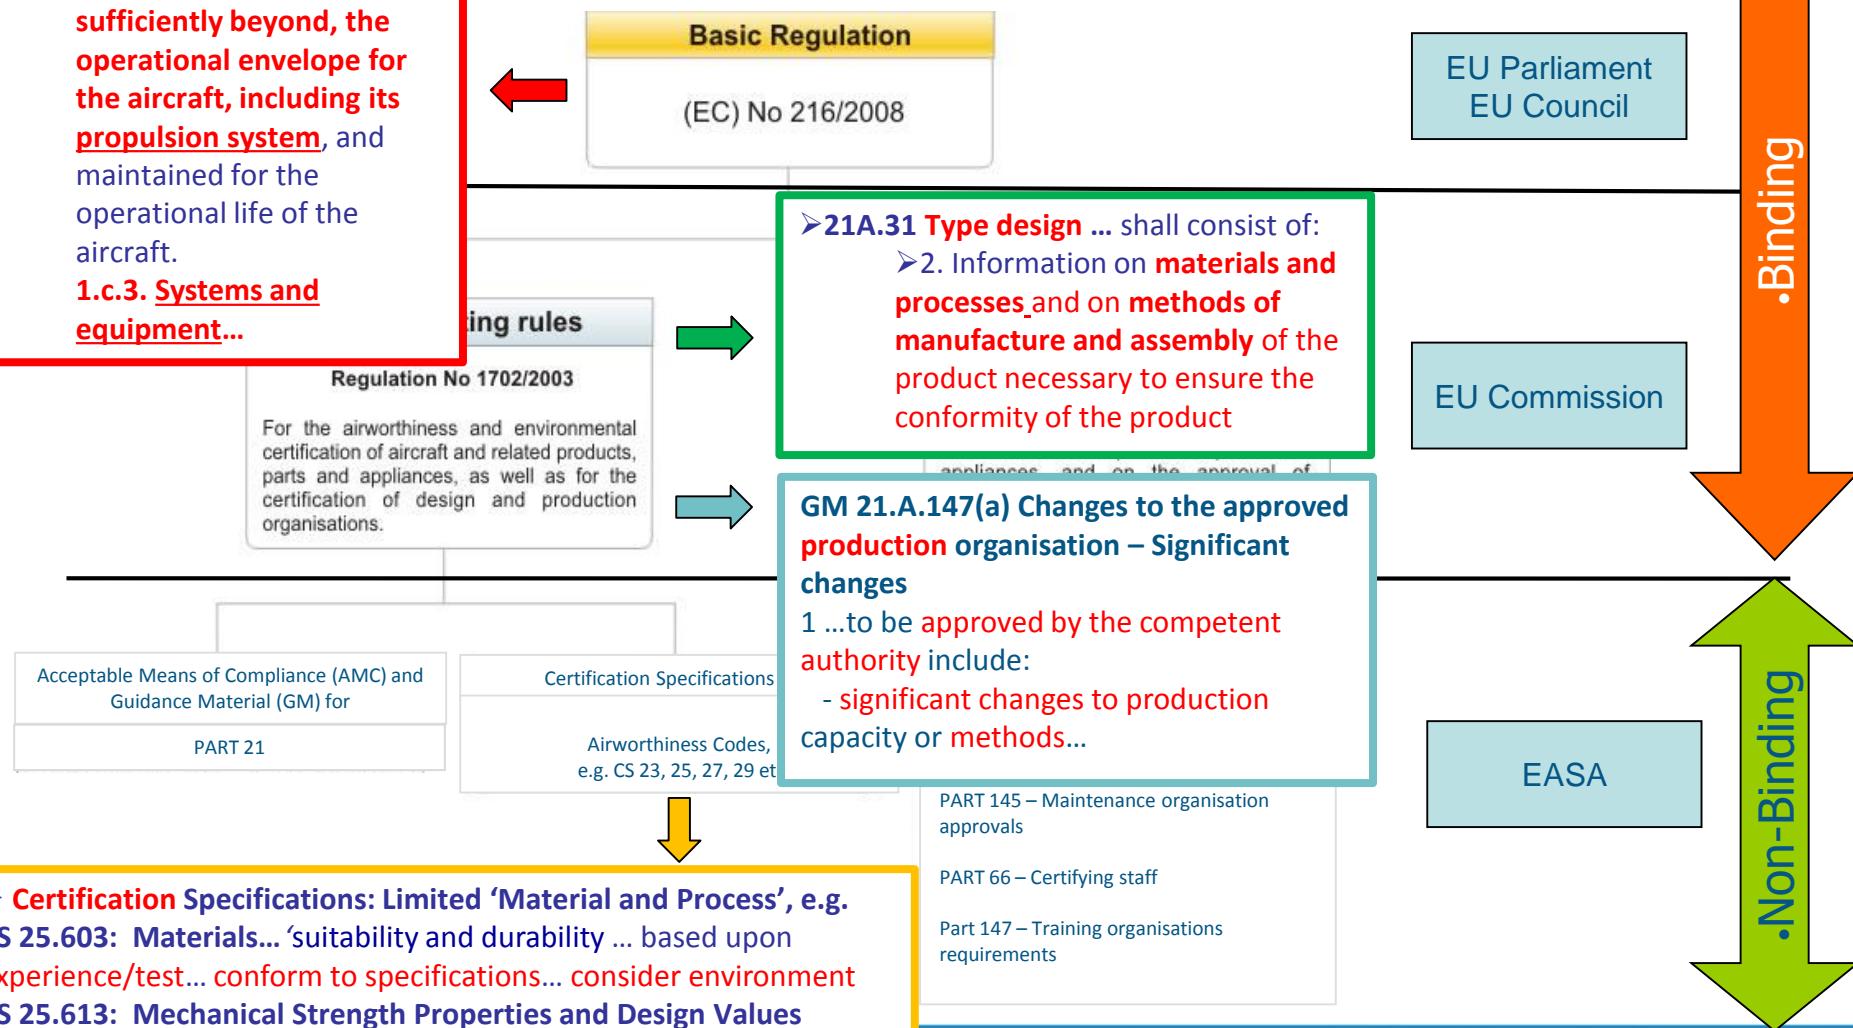 sufficiently beyond, the
operational envelope for
the aircraft, including its
propulsion system, and
maintained for the
operational life of the
aircraft.
1.c.3. Systems and
equipment…
Basic Regulation
(EC) No 216/2008
EU Parliament
EU Council
•Binding
ing rules
Regulation No 1702/2003
For the airworthiness and environmental
certification of aircraft and related products,
parts and appliances, as well as for the
certification of design and production
organisations.
➢21A.31 Type design … shall consist of:
➢2. Information on materials and
processes and on methods of
manufacture and assembly of the
product necessary to ensure the
conformity of the product
EU Commission
appliances, and on the approval of
GM 21.A.147(a) Changes to the approved
production organisation – Significant
changes
1 …to be approved by the competent
authority include:
- significant changes to production
capacity or methods…
Acceptable Means of Compliance (AMC) and
Guidance Material (GM) for
PART 21
Certification Specifications
Airworthiness Codes,
e.g. CS 23, 25, 27, 29 et
EASA
•Non-Binding
PART 145 – Maintenance organisation
approvals
PART 66 – Certifying staff
Part 147 – Training organisations
requirements
Certification Specifications: Limited ‘Material and Process’, e.g.
S 25.603: Materials… ‘suitability and durability … based upon
xperience/test… conform to specifications… consider environment
S 25.613: Mechanical Strength Properties and Design Values